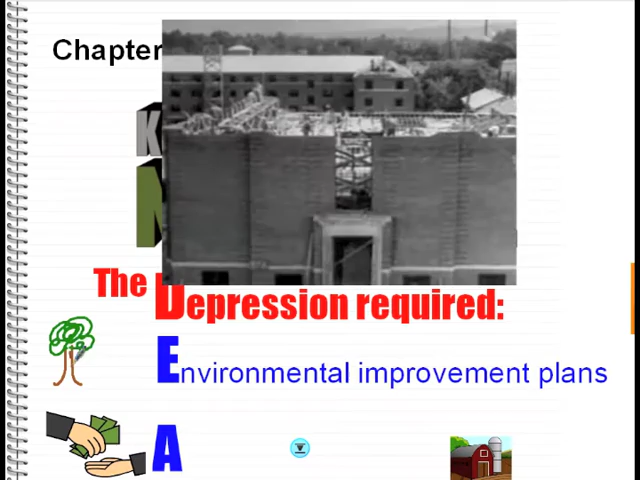 Chapter
K
N
The Depression required:
Environmental improvement plans
A